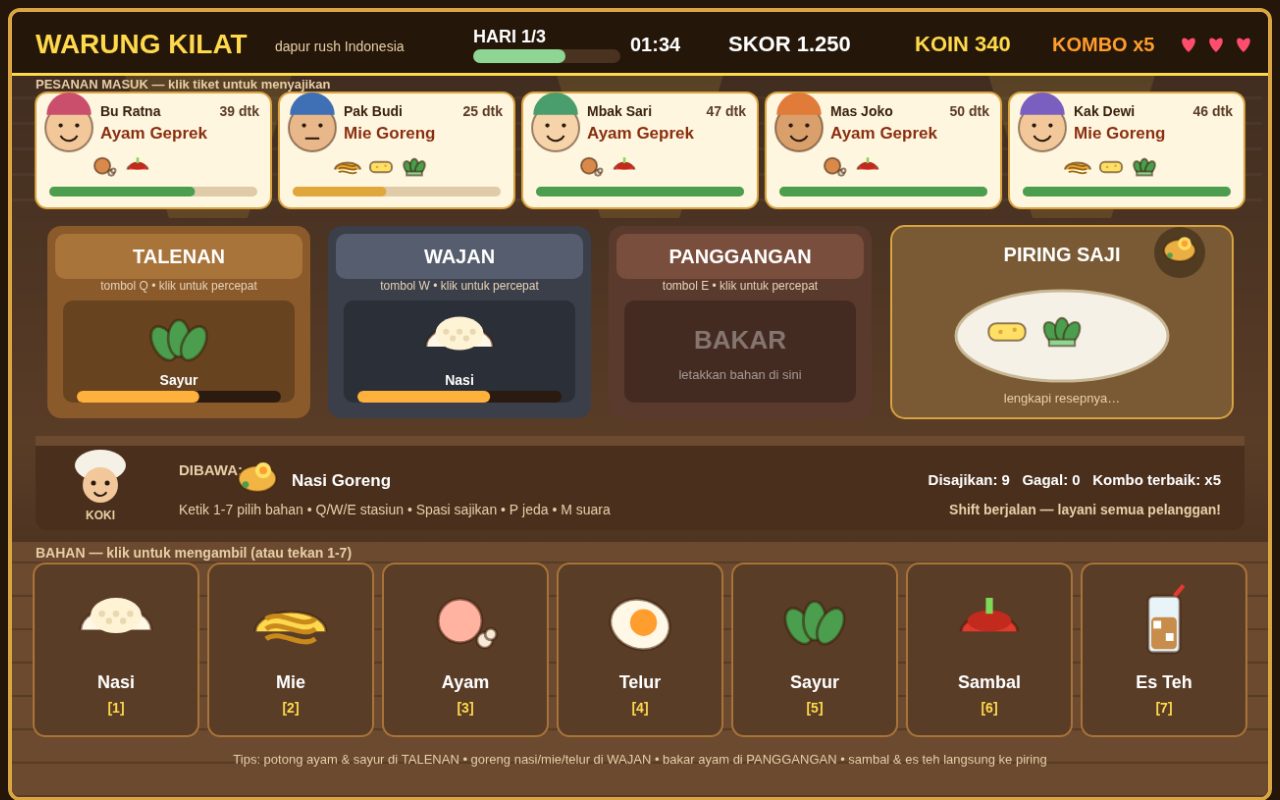 WARUNG KILAT dapur rush Indonesia HARI 1/3 01:34 SKOR 1.250 KOIN 340 KOMBO x5
PESANAN MASUK — klik tiket untuk menyajikan
Bu Ratna 39 dtk
Ayam Geprek
Pak Budi 25 dtk
Mie Goreng
Mbak Sari 47 dtk
Ayam Geprek
Mas Joko 50 dtk
Ayam Geprek
Kak Dewi 46 dtk
Mie Goreng
TALENAN
tombol Q • klik untuk percepat
Sayur
WAJAN
tombol W • klik untuk percepat
Nasi
PANGGANGAN
tombol E • klik untuk percepat
BAKAR
letakkan bahan di sini
PIRING SAJI
lengkapi resepnya…
KOKI
DIBAWA: Nasi Goreng
Ketik 1-7 pilih bahan • Q/W/E stasiun • Spasi sajikan • P jeda • M suara
Disajikan: 9 Gagal: 0 Kombo terbaik: x5
Shift berjalan — layani semua pelanggan!
BAHAN — klik untuk mengambil (atau tekan 1-7)
Nasi
[1]
Mie
[2]
Ayam
[3]
Telur
[4]
Sayur
[5]
Sambal
[6]
Es Teh
[7]
Tips: potong ayam & sayur di TALENAN • goreng nasi/mie/telur di WAJAN • bakar ayam di PANGGANGAN • sambal & es teh langsung ke piring